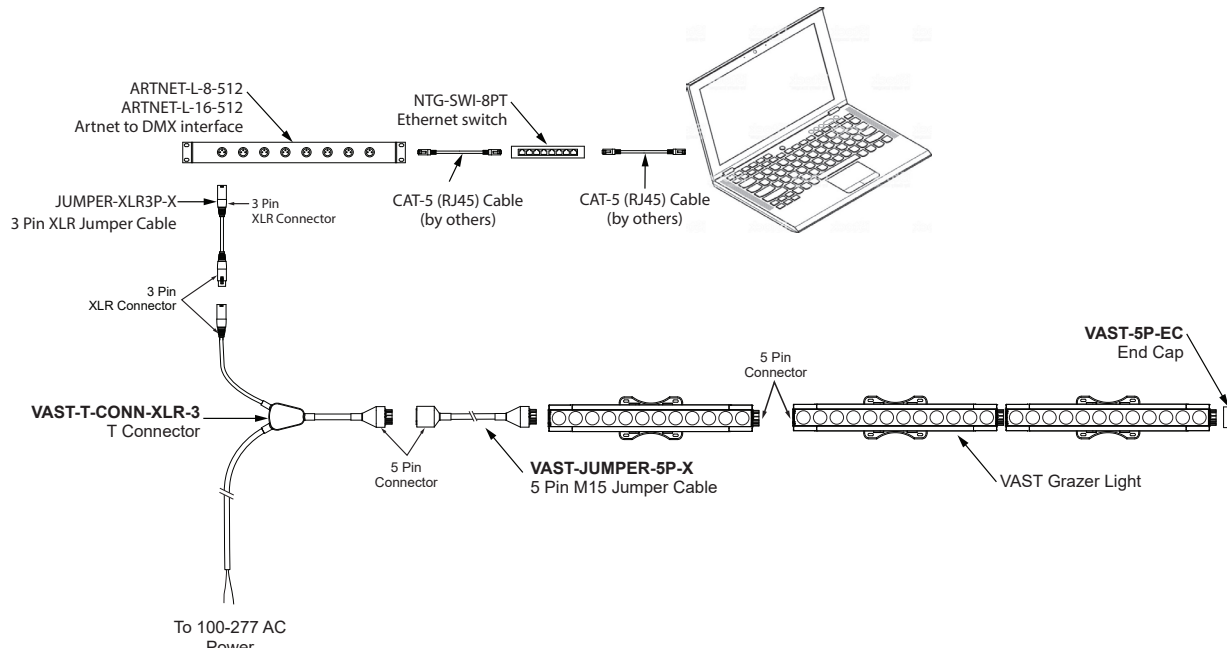 ARTNET-L-8-512
ARTNET-L-16-512
Artnet to DMX interface
NTG-SWI-8PT
Ethernet switch
CAT-5 (RJ45) Cable
(by others)
CAT-5 (RJ45) Cable
(by others)
JUMPER-XLR3P-X
3 Pin XLR Jumper Cable
3 Pin
XLR Connector
3 Pin
XLR Connector
VAST-T-CONN-XLR-3
T Connector
5 Pin
Connector
VAST-JUMPER-5P-X
5 Pin M15 Jumper Cable
5 Pin
Connector
VAST Grazer Light
VAST-5P-EC
End Cap
To 100-277 AC
Power